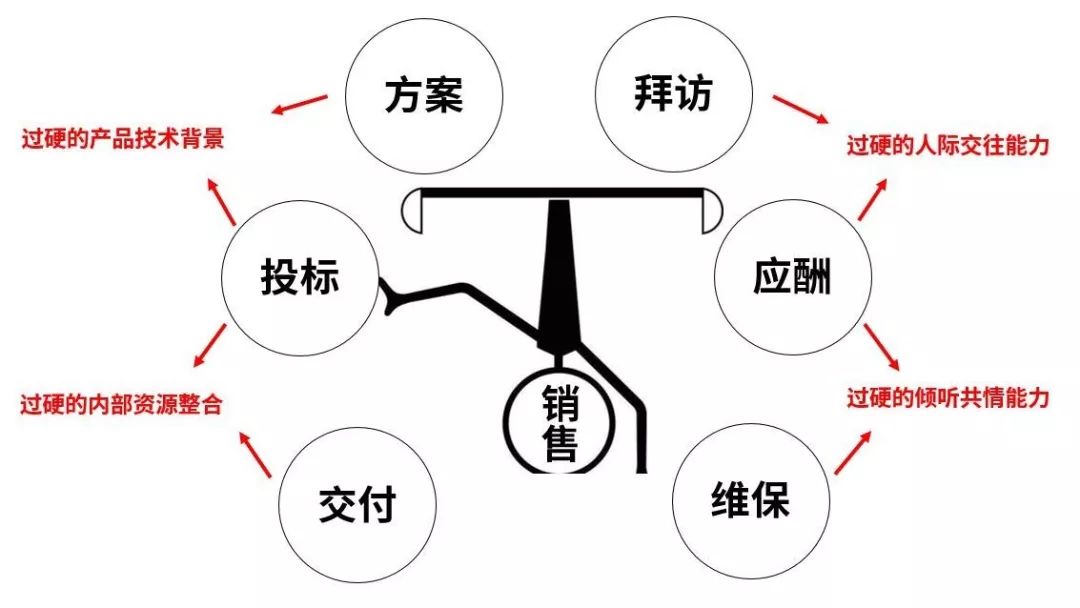 方案
拜访
过硬的产品技术背景
过硬的人际交往能力
投标
应酬
过硬的内部资源整合
过硬的倾听共情能力
销
售
交付
维保